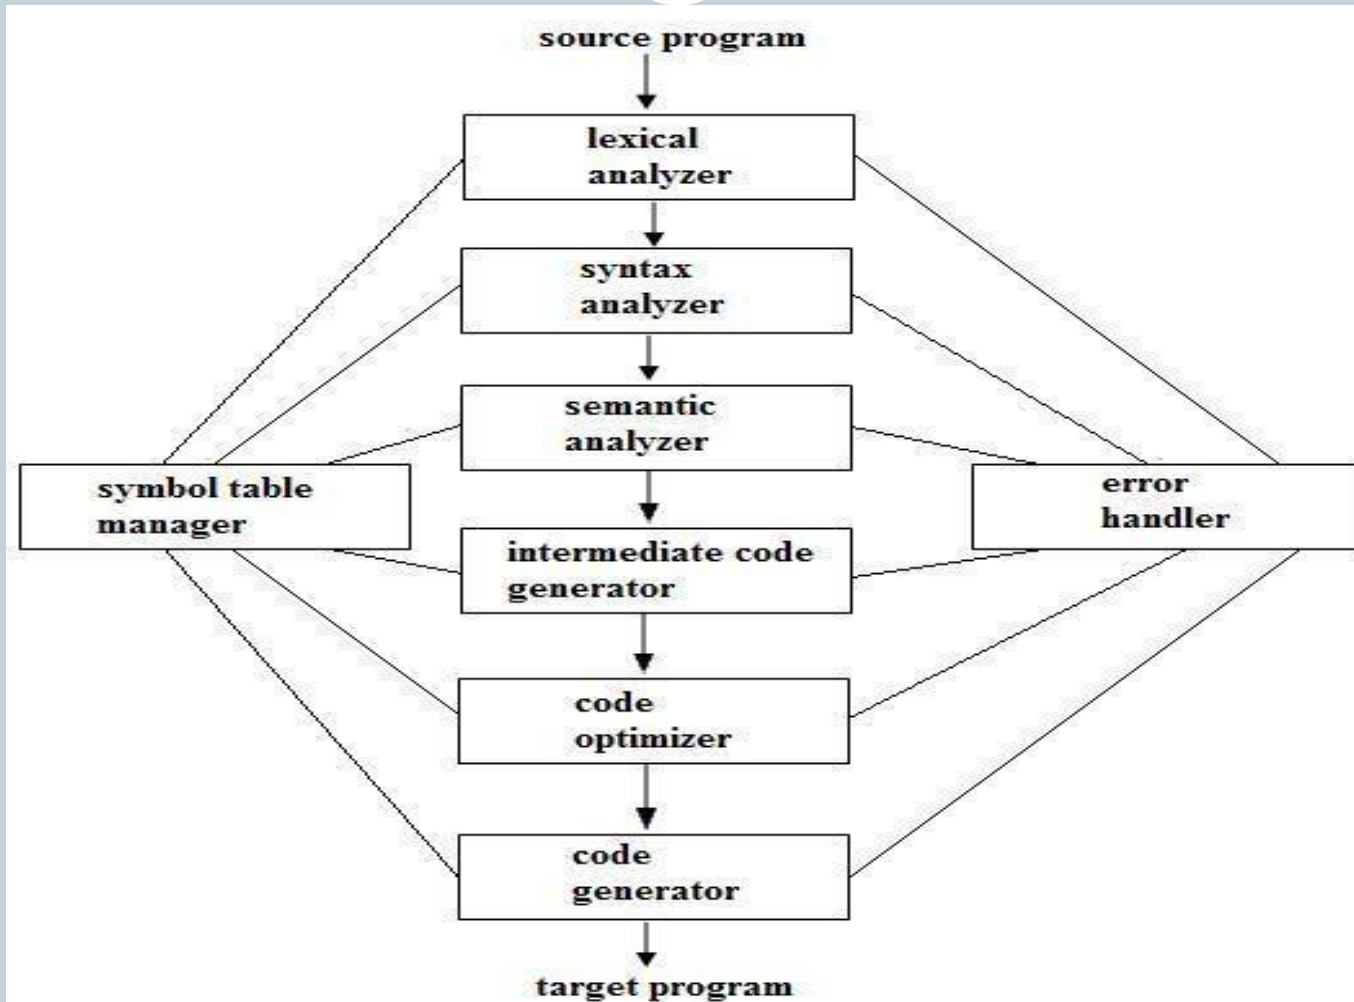 source program
lexical
analyzer
syntax
analyzer
semantic
analyzer
symbol table
manager
error
handler
intermediate code
generator
code
optimizer
code
generator
target program